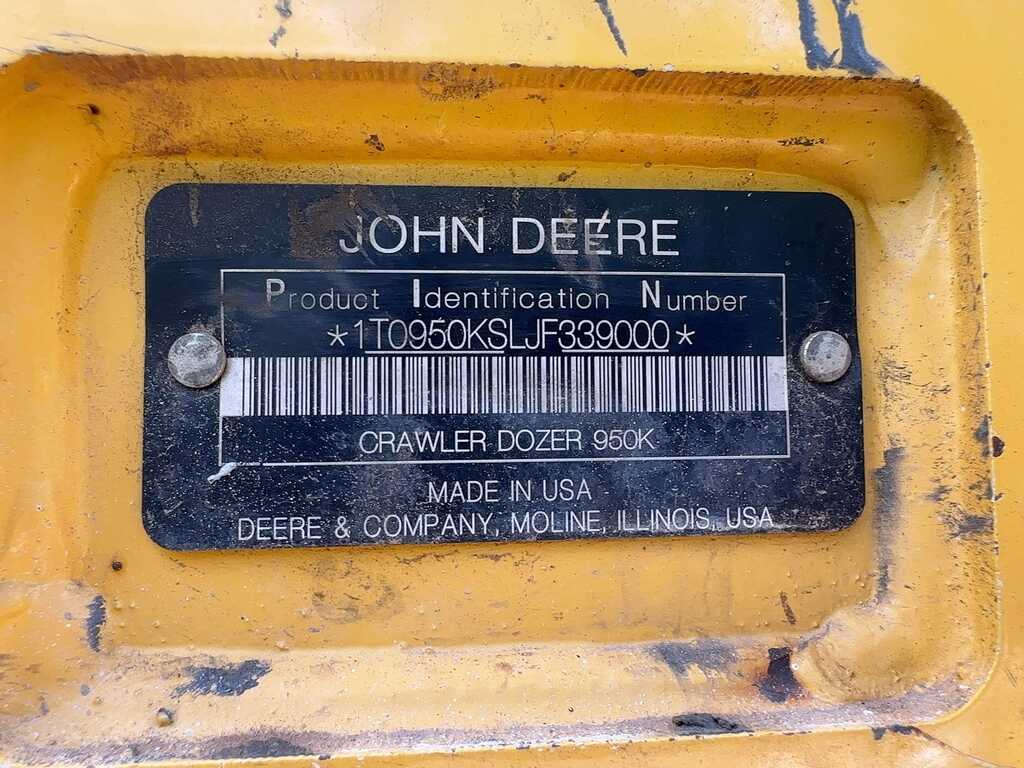 JOHN DEERE
Product Identification Number
*1T0950KSLJF339000*
CRAWLER DOZER 950K
MADE IN USA
DEERE & COMPANY, MOLINE, ILLINOIS, USA